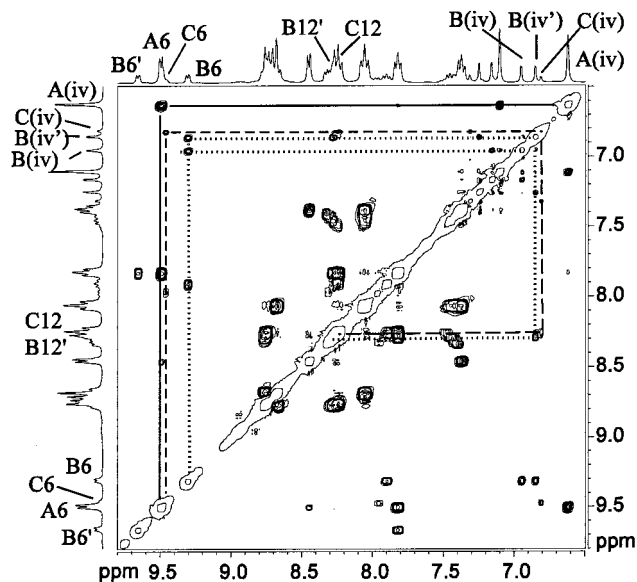 B6' A6 C6 B6 B12' C12 B(iv) B(iv') C(iv) A(iv)
A(iv)
C(iv)
B(iv')
B(iv)
C12
B12'
B6
C6
A6
B6'
7.0
7.5
8.0
8.5
9.0
9.5
ppm
ppm 9.5 9.0 8.5 8.0 7.5 7.0